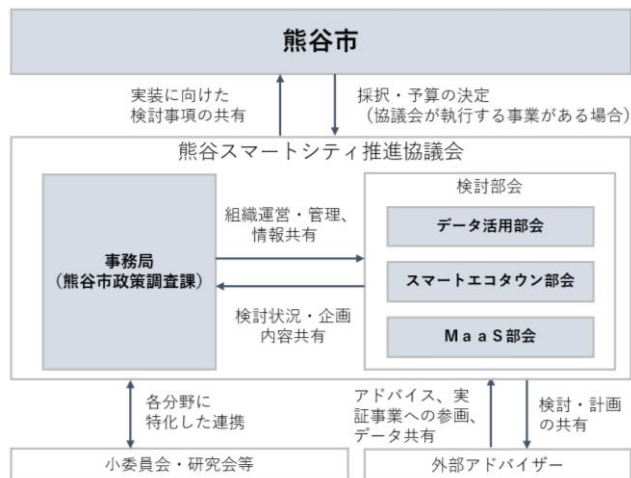 熊谷市
実装に向けた
検討事項の共有
採択・予算の決定
（協議会が執行する事業がある場合）
熊谷スマートシティ推進協議会
事務局
（熊谷市政策調査課）
組織運営・管理、
情報共有
検討状況・企画
内容共有
検討部会
データ活用部会
スマートエコタウン部会
ＭａａＳ部会
各分野に
特化した連携
アドバイス、実
証事業への参画、
データ共有
検討・計画
の共有
小委員会・研究会等
外部アドバイザー